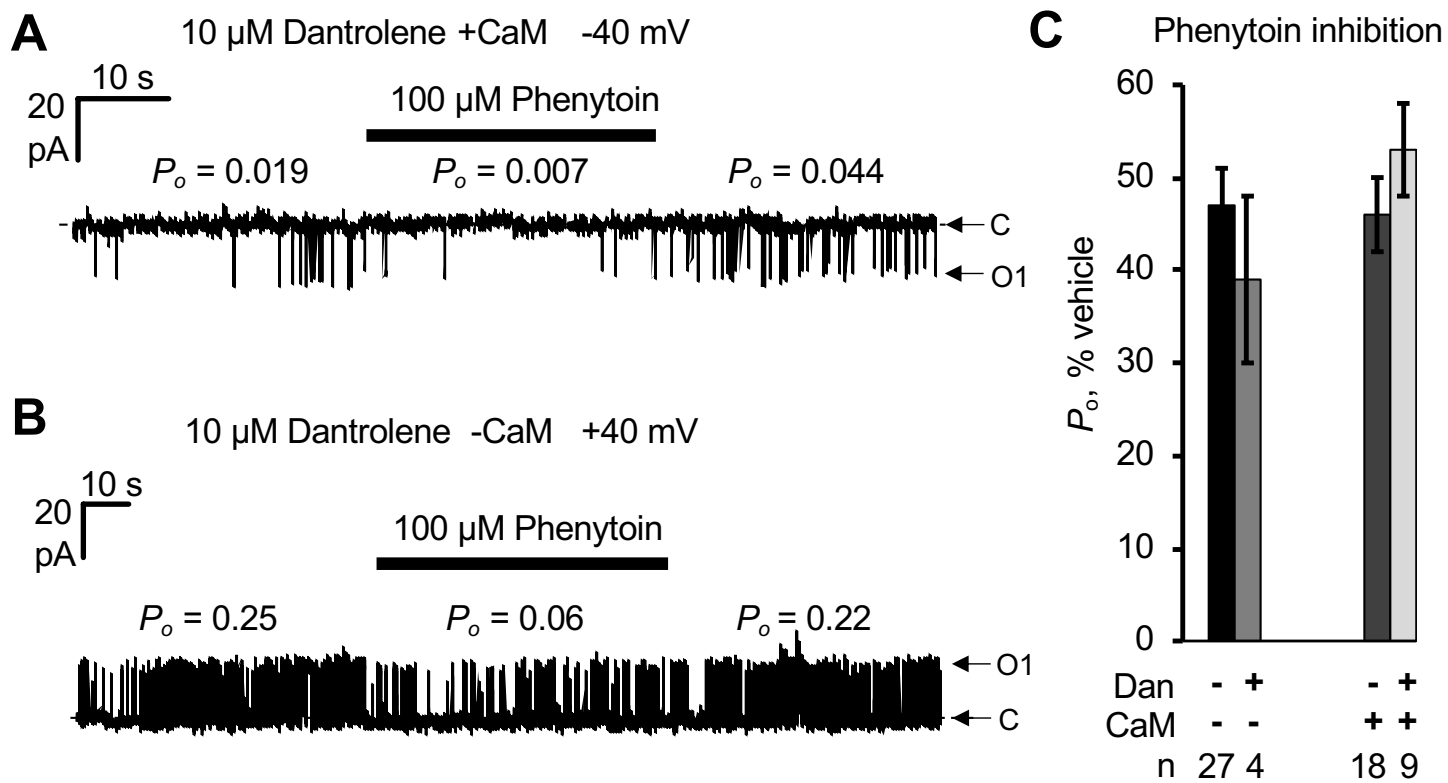 A
10 µM Dantrolene +CaM -40 mV
10 s
20
pA
100 µM Phenytoin
Po = 0.019
Po = 0.007
Po = 0.044
C
O1
B
10 µM Dantrolene -CaM +40 mV
10 s
20
pA
100 µM Phenytoin
Po = 0.25
Po = 0.06
Po = 0.22
O1
C
C
Phenytoin inhibition
Po, % vehicle
60
50
40
30
20
10
0
Dan - + - +
CaM - - + +
n 27 4 18 9